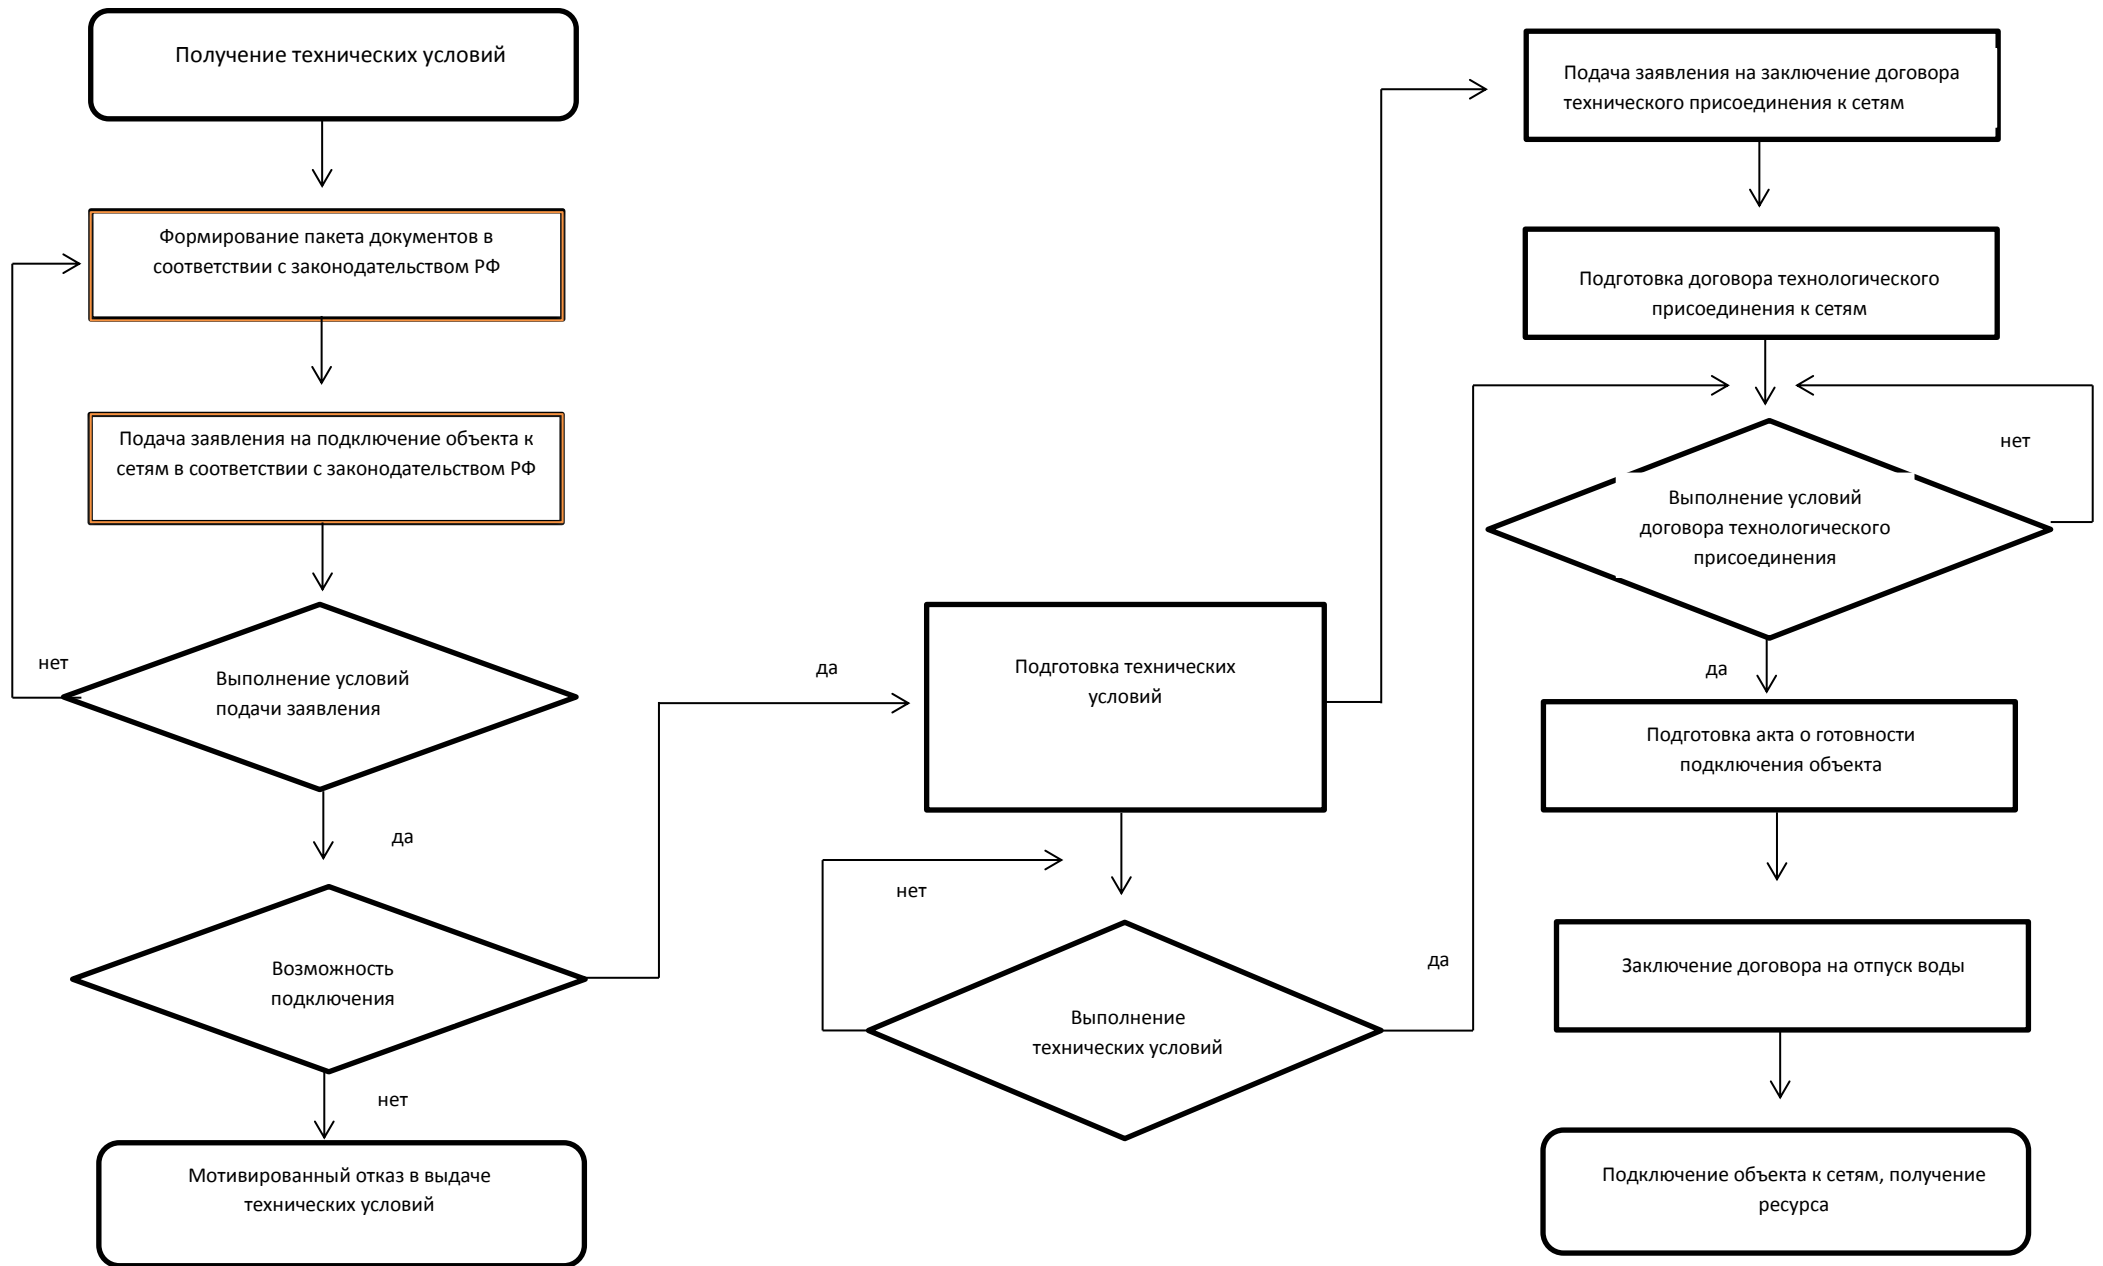 Получение технических условий
Формирование пакета документов в
соответствии с законодательством РФ
Подача заявления на подключение объекта к
сетям в соответствии с законодательством РФ
нет
Выполнение условий
подачи заявления
да
Возможность
подключения
нет
Мотивированный отказ в выдаче
технических условий
да
Подготовка технических
условий
нет
Выполнение
технических условий
да
Подача заявления на заключение договора
технического присоединения к сетям
Подготовка договора технологического
присоединения к сетям
нет
Выполнение условий
договора технологического
присоединения
да
Подготовка акта о готовности
подключения объекта
Заключение договора на отпуск воды
Подключение объекта к сетям, получение
ресурса